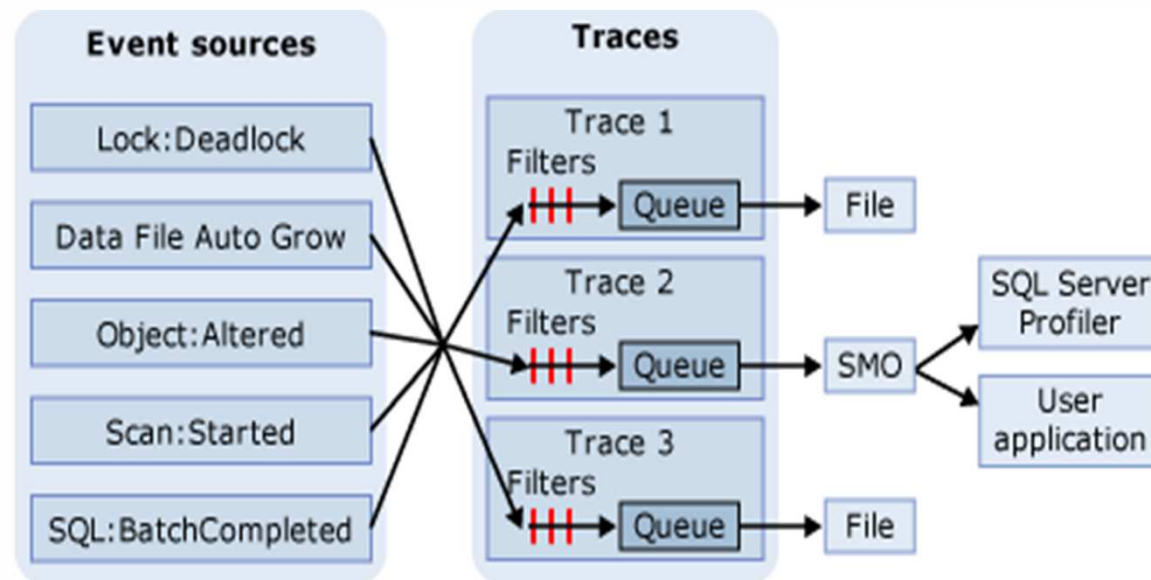 Event sources
Lock:Deadlock
Data File Auto Grow
Object:Altered
Scan:Started
SQL:BatchCompleted
Traces
Trace 1
Filters
Queue
File
Trace 2
Filters
Queue
SMO
SQL Server
Profiler
User
application
Trace 3
Filters
Queue
File